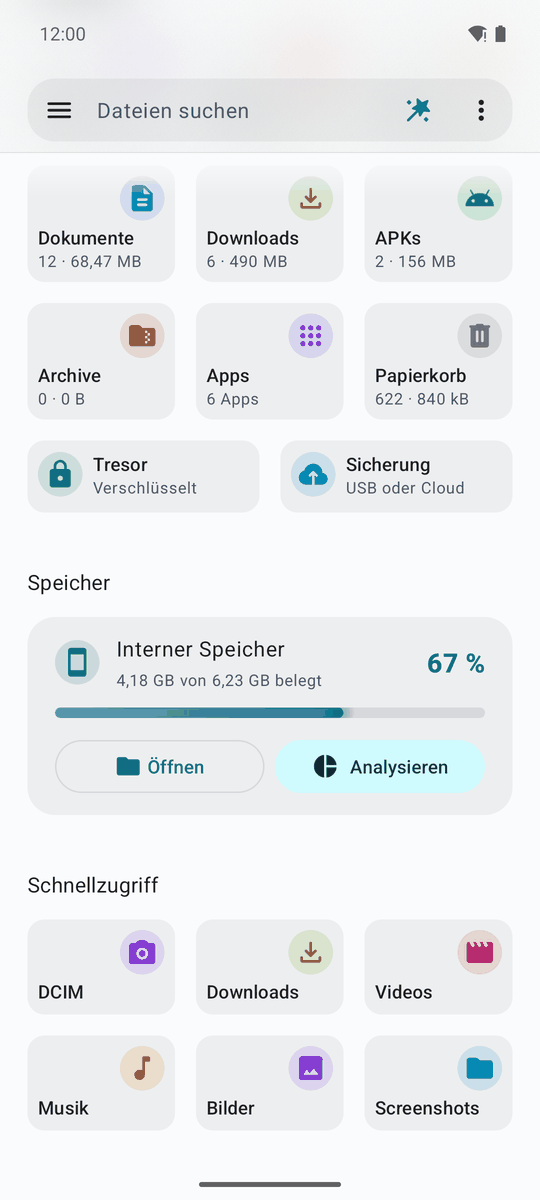 12:00
Dateien suchen
Dokumente
12 · 68,47 MB
Downloads
6 · 490 MB
APKs
2 · 156 MB
Archive
0 · 0 B
Apps
6 Apps
Papierkorb
622 · 840 kB
Tresor
Verschlüsselt
Sicherung
USB oder Cloud
Speicher
Interner Speicher
4,18 GB von 6,23 GB belegt
67 %
Öffnen
Analysieren
Schnellzugriff
DCIM
Downloads
Videos
Musik
Bilder
Screenshots